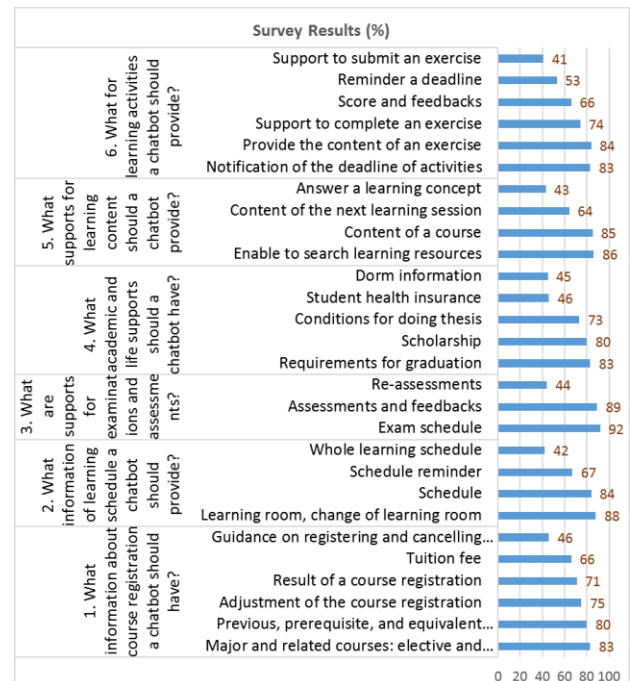 Survey Results (%)
6. What for
learning activities
a chatbot should
provide?
Support to submit an exercise 41
Reminder a deadline 53
Score and feedbacks 66
Support to complete an exercise 74
Provide the content of an exercise 84
Notification of the deadline of activities 83
5. What
supports for
learning
content should a
chatbot
provide?
Answer a learning concept 43
Content of the next learning session 64
Content of a course 85
Enable to search learning resources 86
4. What
academic and
life supports
should a
chatbot have?
Dorm information 45
Student health insurance 46
Conditions for doing thesis 73
Scholarship 80
Requirements for graduation 83
3. What
are
supports
for
examinat
ions and
assessme
nts?
Re-assessments 44
Assessments and feedbacks 89
Exam schedule 92
2. What
information
of learning
schedule a
chatbot
should
provide?
Whole learning schedule 42
Schedule reminder 67
Schedule 84
Learning room, change of learning room 88
1. What
information about
course registration
a chatbot should
have?
Guidance on registering and cancelling... 46
Tuition fee 66
Result of a course registration 71
Adjustment of the course registration 75
Previous, prerequisite, and equivalent... 80
Major and related courses: elective and... 83
0 20 40 60 80 100